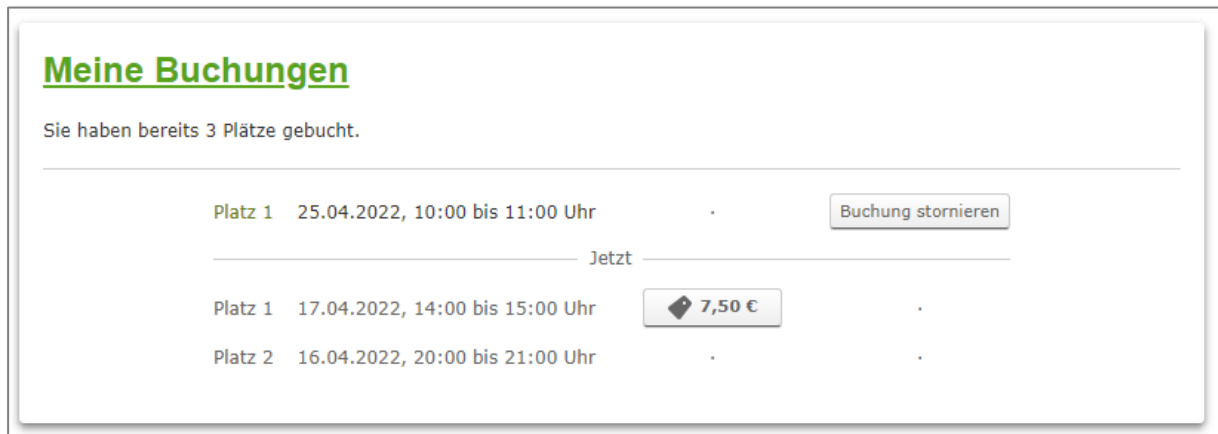 Meine Buchungen
Sie haben bereits 3 Plätze gebucht.
Platz 1 25.04.2022, 10:00 bis 11:00 Uhr · Buchung stornieren
Jetzt
Platz 1 17.04.2022, 14:00 bis 15:00 Uhr 7,50 € ·
Platz 2 16.04.2022, 20:00 bis 21:00 Uhr · ·